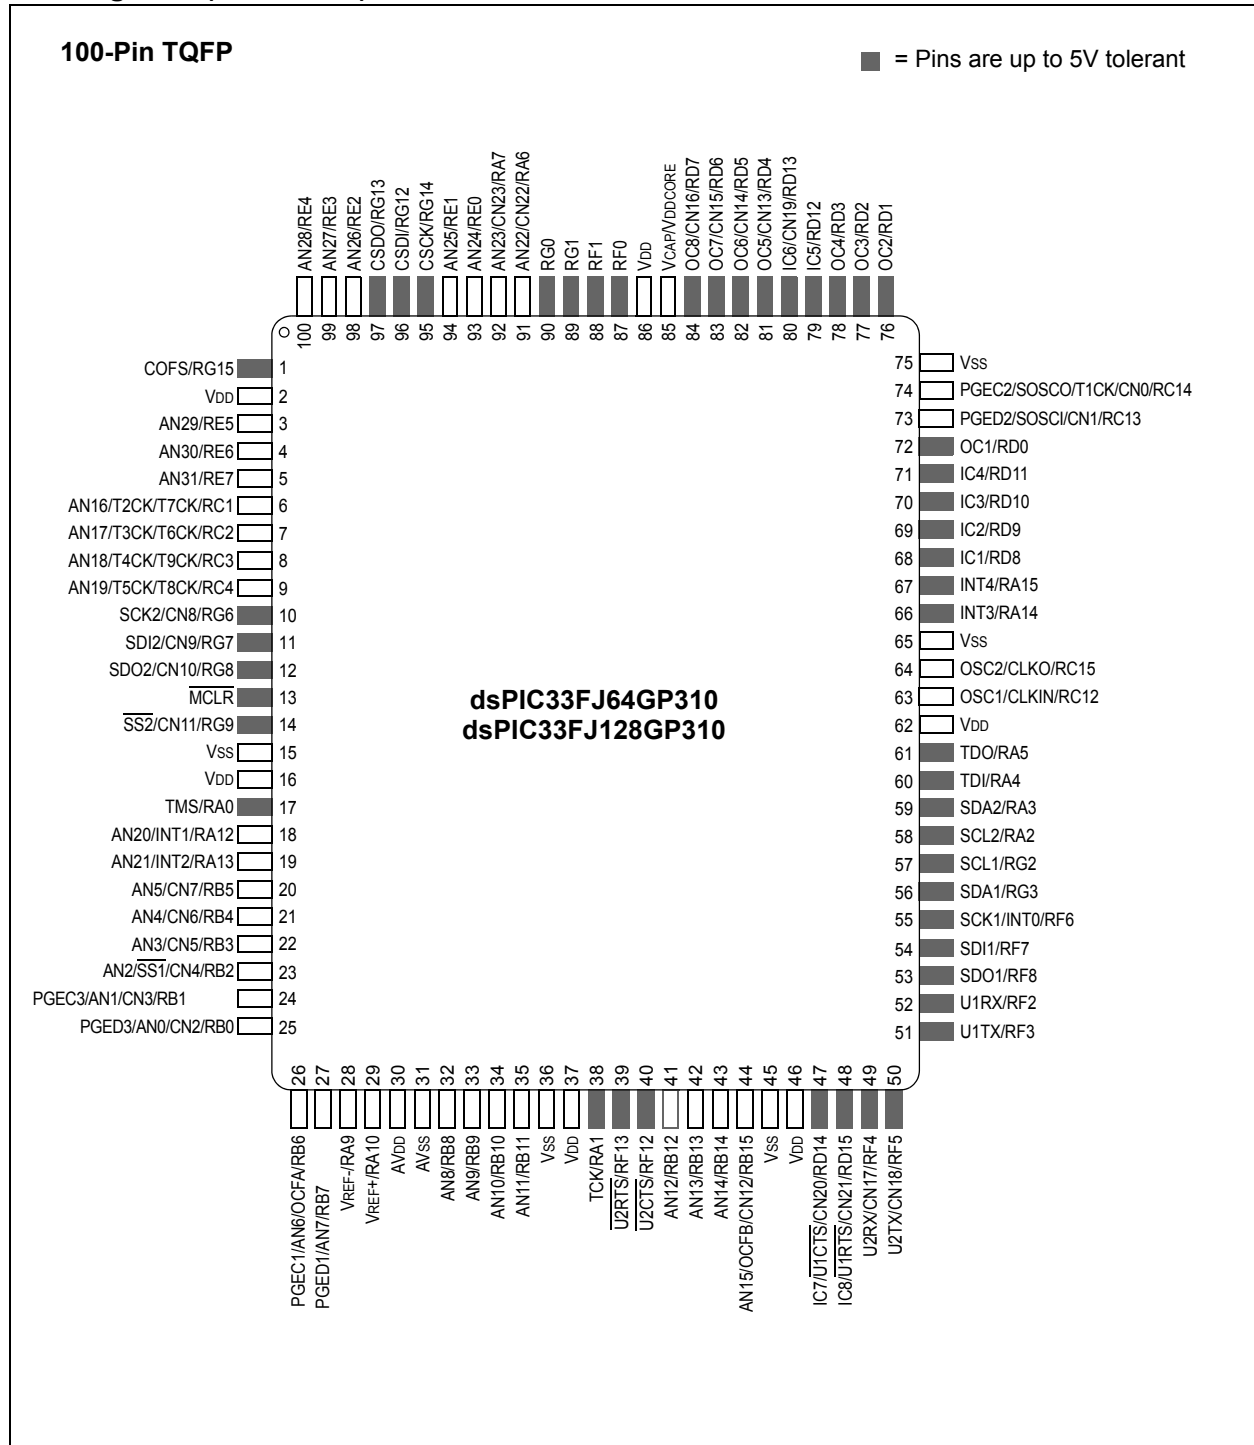 100-Pin TQFP
= Pins are up to 5V tolerant
AN28/RE4
AN27/RE3
AN26/RE2
CSDO/RG13
CSDI/RG12
CSCK/RG14
AN25/RE1
AN24/RE0
AN23/CN23/RA7
AN22/CN22/RA6
RG0
RG1
RF1
RF0
VDD
VCAP/VDDCORE
OC8/CN16/RD7
OC7/CN15/RD6
OC6/CN14/RD5
OC5/CN13/RD4
IC6/CN19/RD13
IC5/RD12
OC4/RD3
OC3/RD2
OC2/RD1
100
99
98
97
96
95
94
93
92
91
90
89
88
87
86
85
84
83
82
81
80
79
78
77
76
COFS/RG15 1
VDD 2
AN29/RE5 3
AN30/RE6 4
AN31/RE7 5
AN16/T2CK/T7CK/RC1 6
AN17/T3CK/T6CK/RC2 7
AN18/T4CK/T9CK/RC3 8
AN19/T5CK/T8CK/RC4 9
SCK2/CN8/RG6 10
SDI2/CN9/RG7 11
SDO2/CN10/RG8 12
MCLR 13
SS2/CN11/RG9 14
VSS 15
VDD 16
TMS/RA0 17
AN20/INT1/RA12 18
AN21/INT2/RA13 19
AN5/CN7/RB5 20
AN4/CN6/RB4 21
AN3/CN5/RB3 22
AN2/SS1/CN4/RB2 23
PGEC3/AN1/CN3/RB1 24
PGED3/AN0/CN2/RB0 25
dsPIC33FJ64GP310
dsPIC33FJ128GP310
75 VSS
74 PGEC2/SOSCO/T1CK/CN0/RC14
73 PGED2/SOSCI/CN1/RC13
72 OC1/RD0
71 IC4/RD11
70 IC3/RD10
69 IC2/RD9
68 IC1/RD8
67 INT4/RA15
66 INT3/RA14
65 VSS
64 OSC2/CLKO/RC15
63 OSC1/CLKIN/RC12
62 VDD
61 TDO/RA5
60 TDI/RA4
59 SDA2/RA3
58 SCL2/RA2
57 SCL1/RG2
56 SDA1/RG3
55 SCK1/INT0/RF6
54 SDI1/RF7
53 SDO1/RF8
52 U1RX/RF2
51 U1TX/RF3
26
27
28
29
30
31
32
33
34
35
36
37
38
39
40
41
42
43
44
45
46
47
48
49
50
PGEC1/AN6/OCFA/RB6
PGED1/AN7/RB7
VREF-/RA9
VREF+/RA10
AVDD
AVSS
AN8/RB8
AN9/RB9
AN10/RB10
AN11/RB11
VSS
VDD
TCK/RA1
U2RTS/RF13
U2CTS/RF12
AN12/RB12
AN13/RB13
AN14/RB14
AN15/OCFB/CN12/RB15
VSS
VDD
IC7/U1CTS/CN20/RD14
IC8/U1RTS/CN21/RD15
U2RX/CN17/RF4
U2TX/CN18/RF5